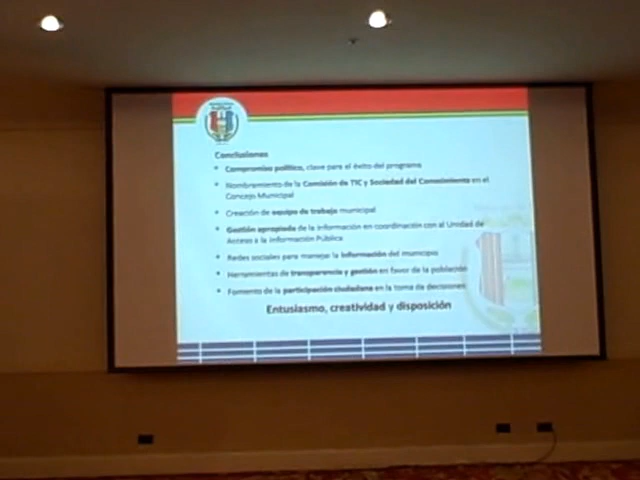 Conclusiones
• Compromiso político, clave para el éxito del programa
• Nombramiento de la Comisión de TIC y Sociedad del Conocimiento en el
Concejo Municipal
• Creación de equipo de trabajo municipal
• Gestión apropiada de la información en coordinación con al Unidad de
Acceso a la Información Pública
• Redes sociales para manejar la información del municipio
• Herramientas de transparencia y gestión en favor de la población
• Fomento de la participación ciudadana en la toma de decisiones
Entusiasmo, creatividad y disposición